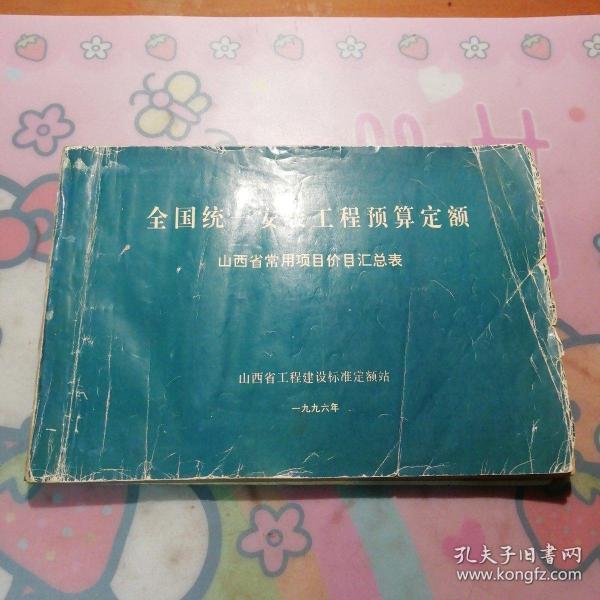 全国统一安装工程预算定额
山西省常用项目价目汇总表
山西省工程建设标准定额站
一九九六年
孔夫子旧书网
www.kongfz.com